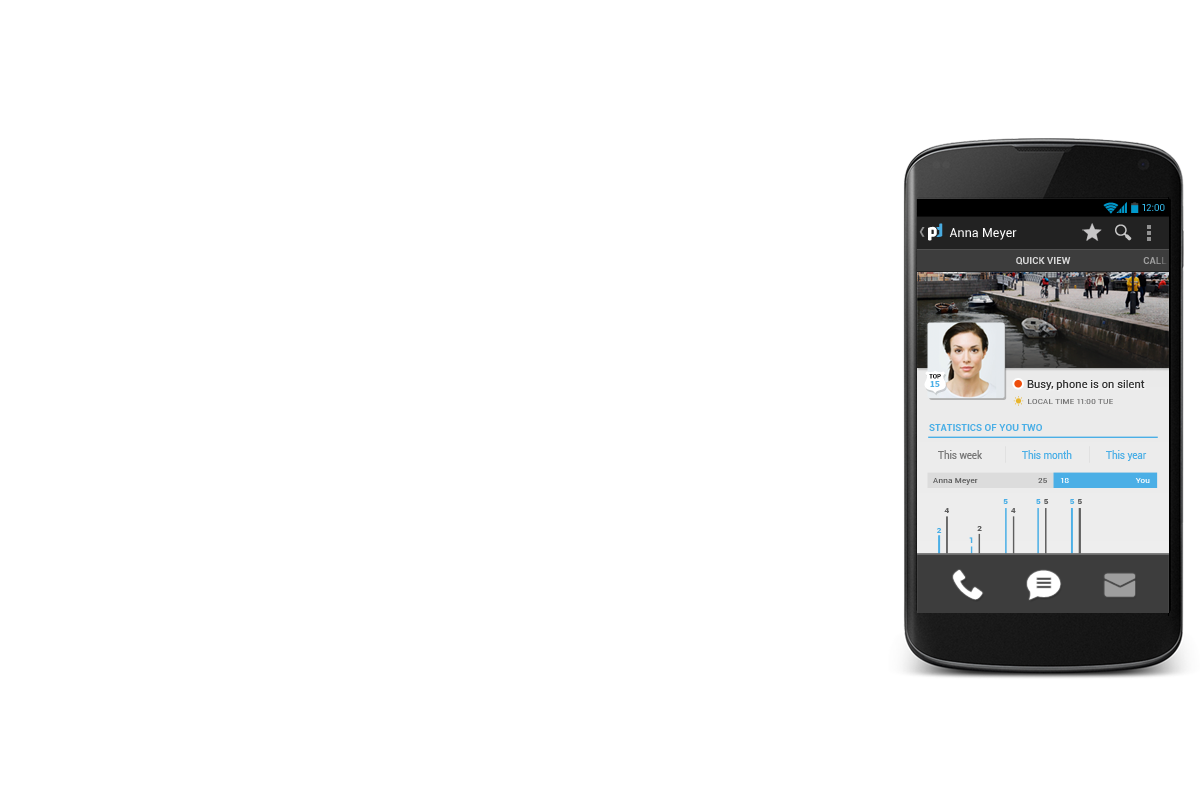 12:00
pd Anna Meyer
QUICK VIEW CALL
TOP
15
Busy, phone is on silent
LOCAL TIME 11:00 TUE
STATISTICS OF YOU TWO
This week This month This year
Anna Meyer 25 18 You
5 4 5 5 5 5
4
2
2
1